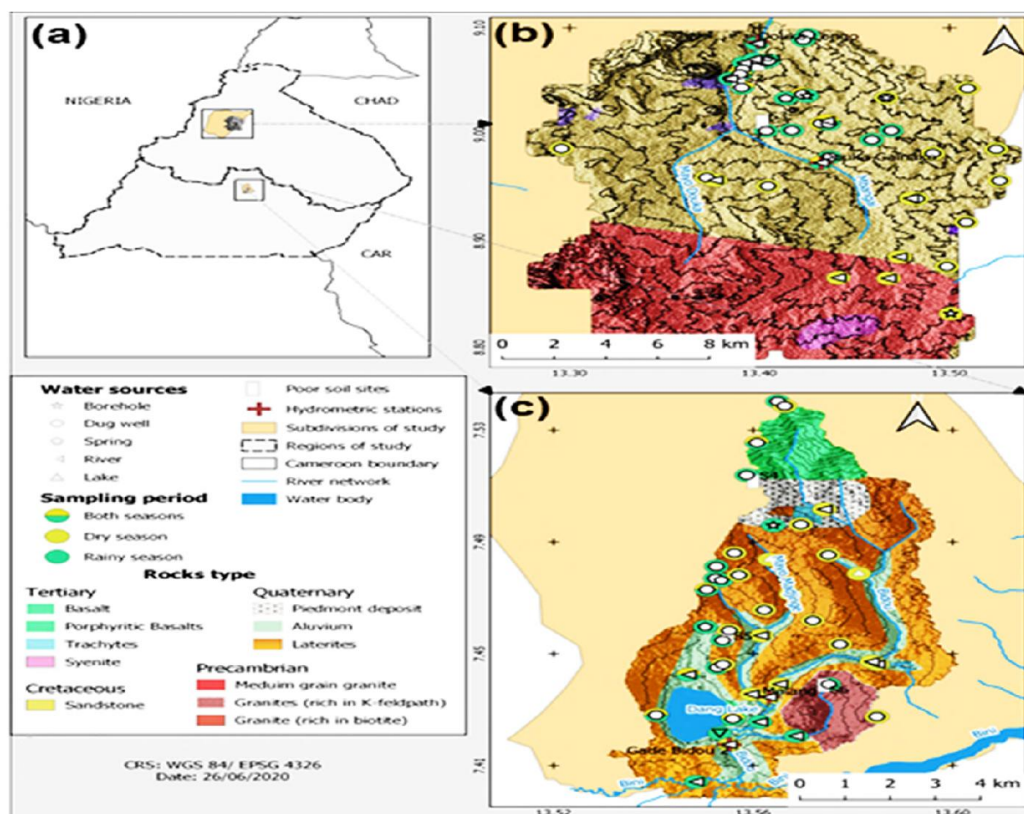 (a)
NIGERIA
CHAD
CAR
(b)
9.10
9.00
8.90
8.80
0 2 4 6 8 km
13.30 13.40 13.50
Water sources
Borehole
Dug well
Spring
River
Lake
Sampling period
Both seasons
Dry season
Rainy season
Poor soil sites
Hydrometric stations
Subdivisions of study
Regions of study
Cameroon boundary
River network
Water body
Rocks type
Tertiary
Basalt
Porphyritic Basalts
Trachytes
Syenite
Cretaceous
Sandstone
Quaternary
Piedmont deposit
Aluvium
Laterites
Precambrian
Meduim grain granite
Granites (rich in K-feldpath)
Granite (rich in biotite)
CRS: WGS 84/ EPSG 4326
Date: 26/06/2020
(c)
7.53
7.49
7.45
7.41
Dang Lake
Gade Bidou
Bini
Bini
Bini
0 1 2 3 4 km
13.52 13.56 13.60